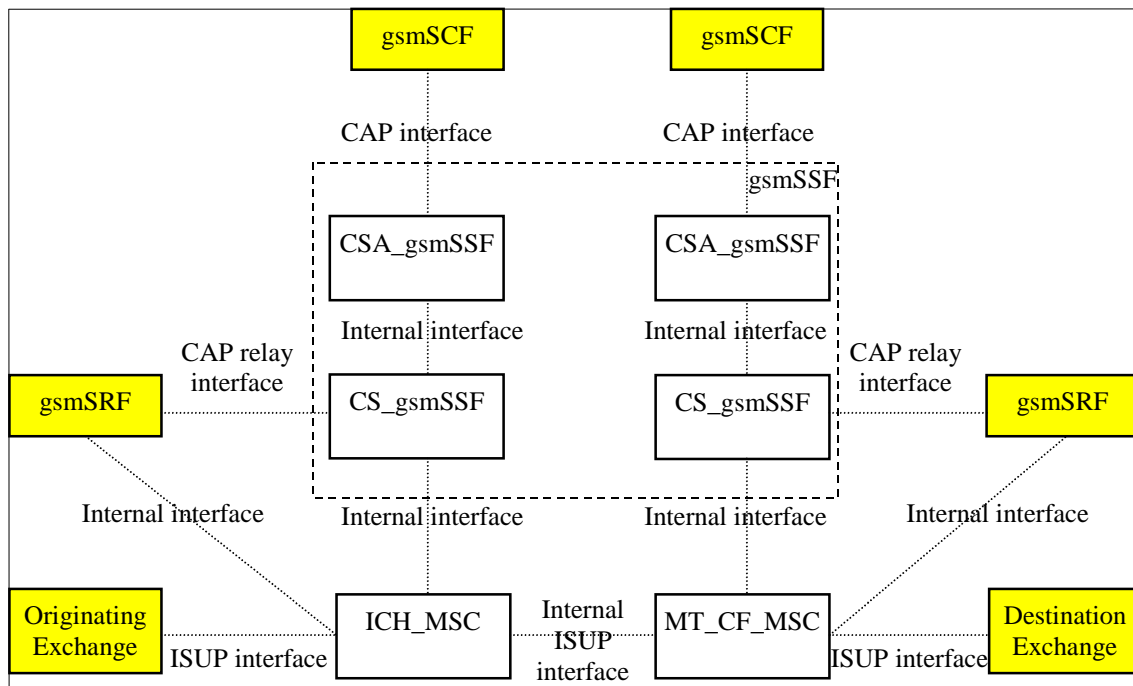 gsmSCF
gsmSCF
CAP interface
CAP interface
gsmSSF
CSA_gsmSSF
CSA_gsmSSF
Internal interface
Internal interface
CAP relay
interface
CAP relay
interface
gsmSRF
CS_gsmSSF
CS_gsmSSF
gsmSRF
Internal interface
Internal interface
Internal interface
Internal interface
Originating
Exchange
ISUP interface
ICH_MSC
Internal
ISUP
interface
MT_CF_MSC
ISUP interface
Destination
Exchange